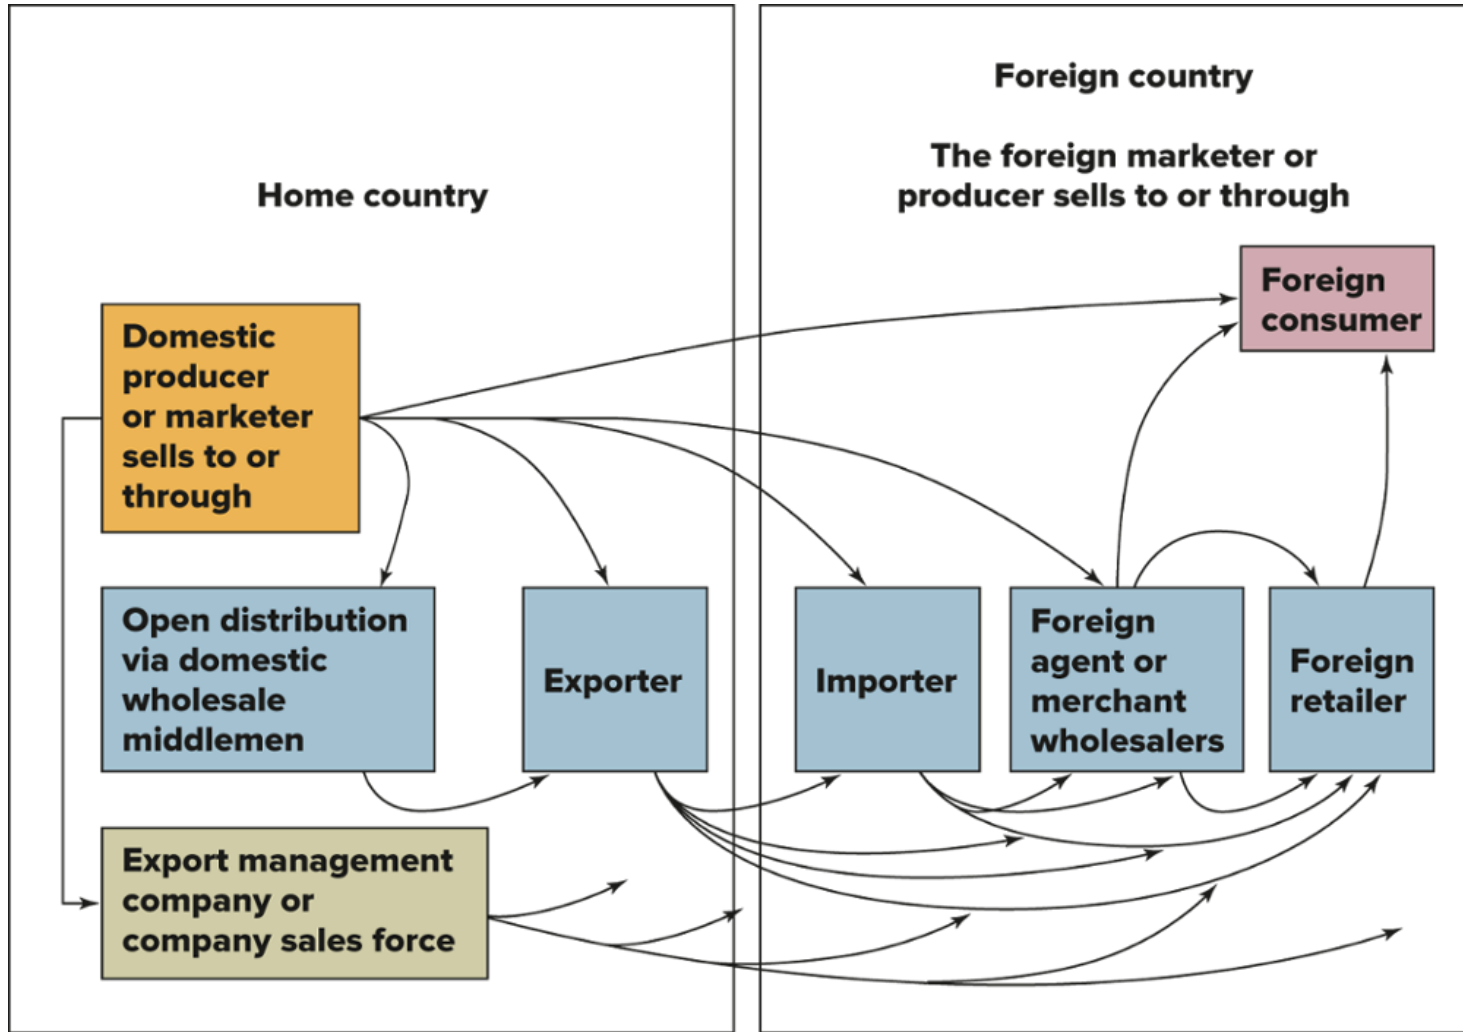 Home country
Foreign country
The foreign marketer or
producer sells to or through
Domestic
producer
or marketer
sells to or
through
Foreign
consumer
Open distribution
via domestic
wholesale
middlemen
Exporter
Importer
Foreign
agent or
merchant
wholesalers
Foreign
retailer
Export management
company or
company sales force